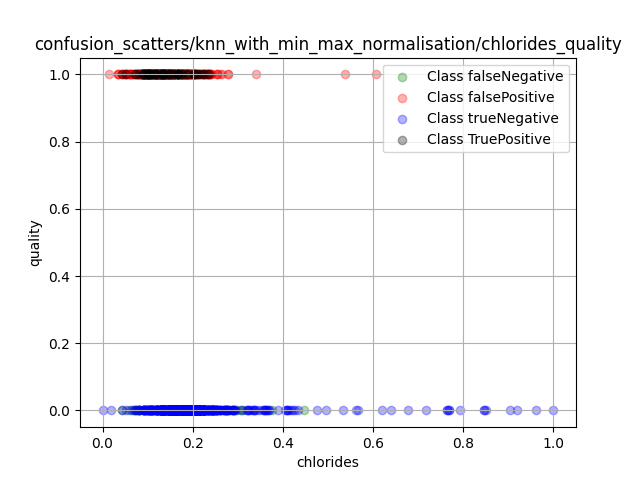 confusion_scatters/knn_with_min_max_normalisation/chlorides_quality
Class falseNegative
Class falsePositive
Class trueNegative
Class TruePositive
1.0
0.8
0.6
0.4
0.2
0.0
quality
0.0 0.2 0.4 0.6 0.8 1.0
chlorides